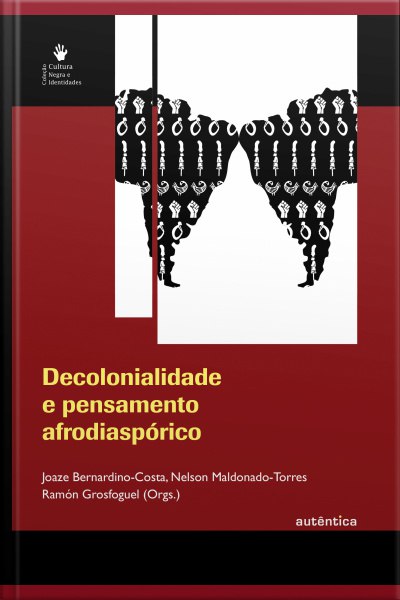 Coleção
Cultura
Negra e
Identidades
Decolonialidade
e pensamento
afrodiaspórico
Joaze Bernardino-Costa, Nelson Maldonado-Torres
Ramón Grosfoguel (Orgs.)
autêntica